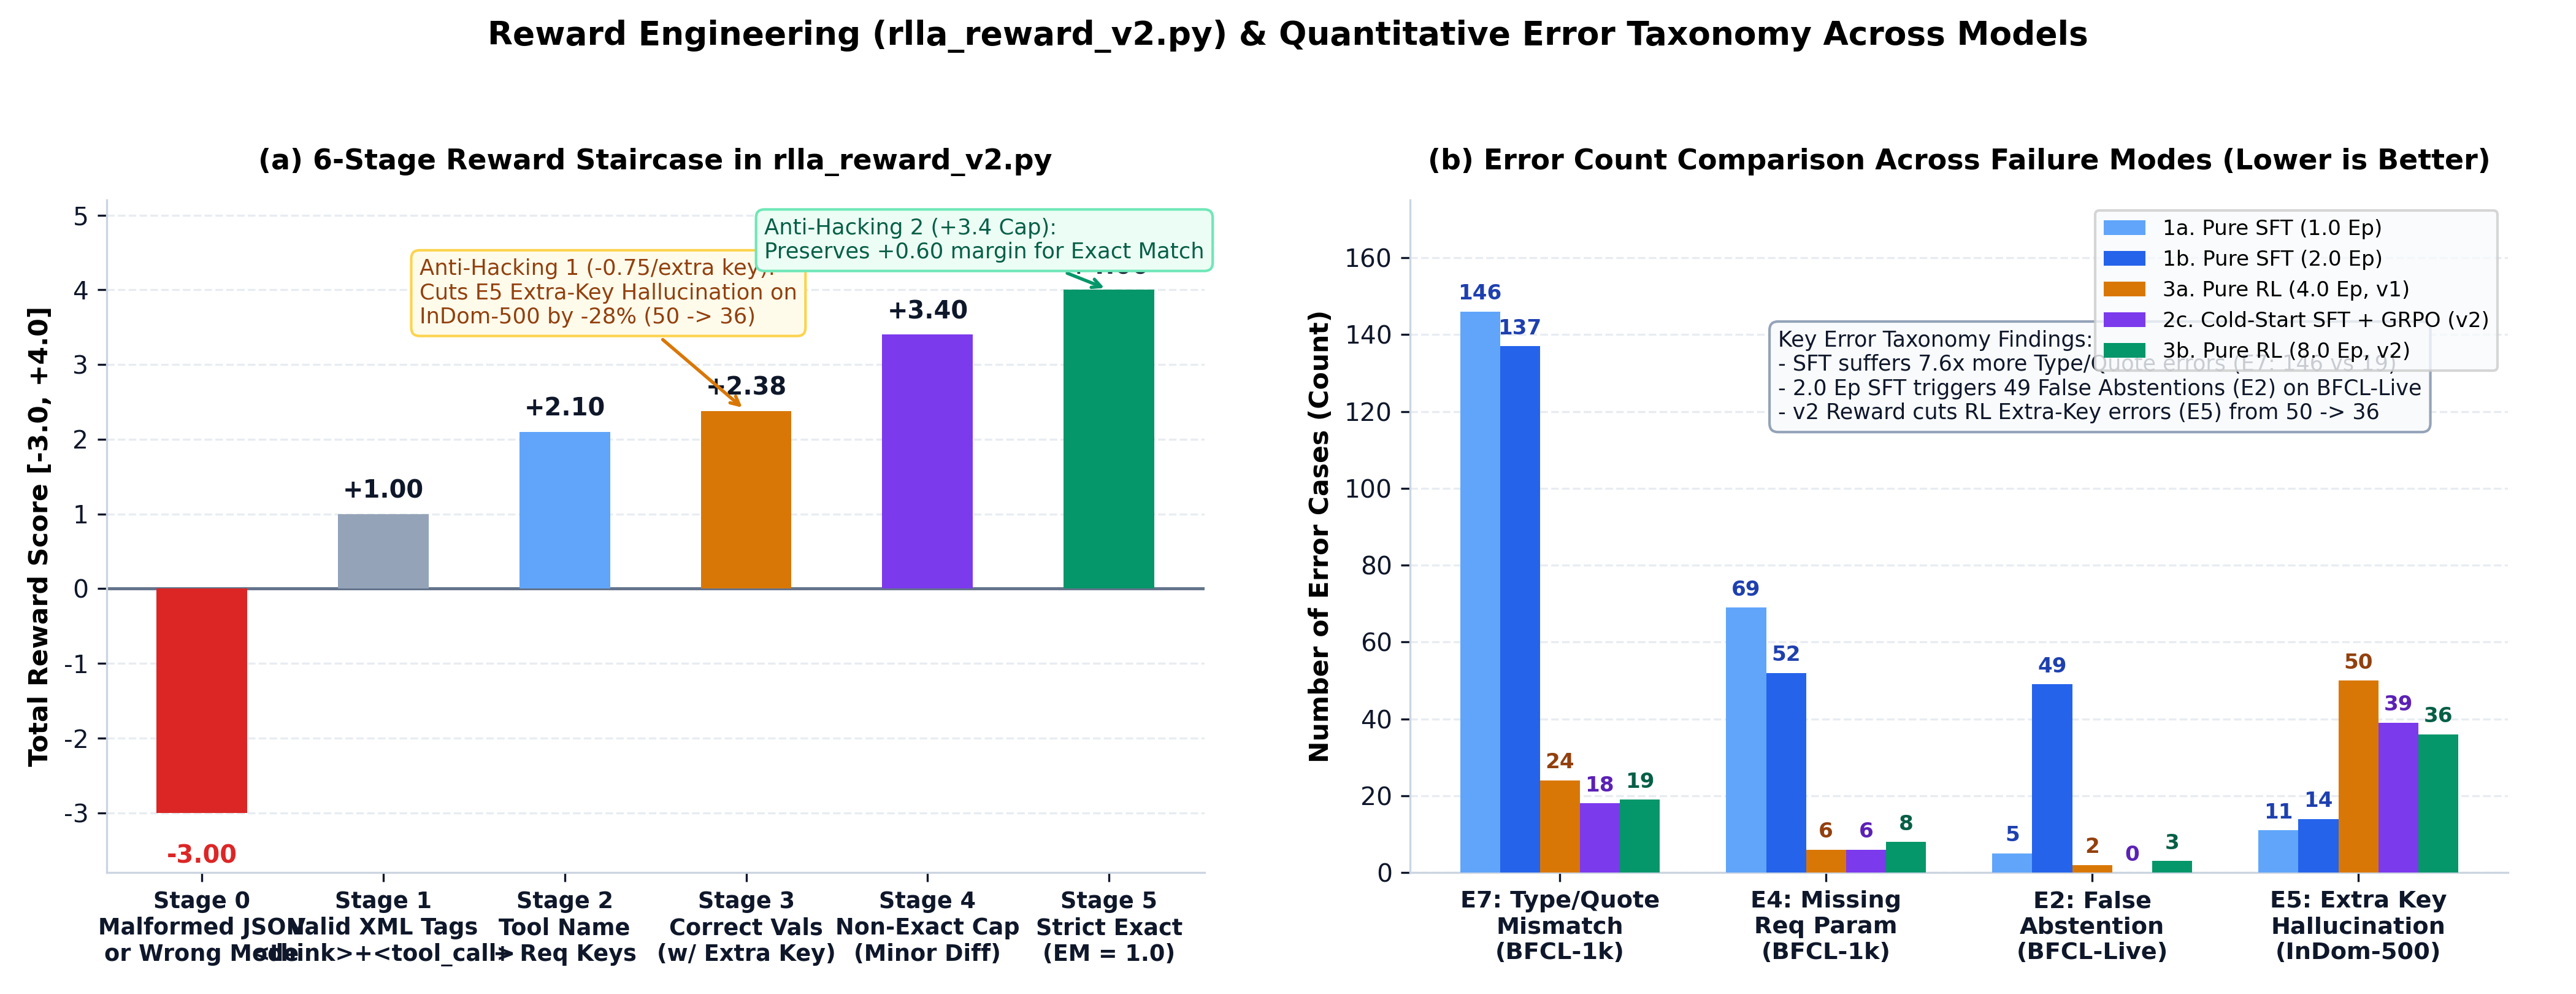 Reward Engineering (rlla_reward_v2.py) & Quantitative Error Taxonomy Across Models
(a) 6-Stage Reward Staircase in rlla_reward_v2.py
Total Reward Score [-3.0, +4.0]
5
4
3
2
1
0
-1
-2
-3
Anti-Hacking 1 (-0.75/extra key):
Cuts E5 Extra-Key Hallucination on
InDom-500 by -28% (50 -> 36)
Anti-Hacking 2 (+3.4 Cap):
Preserves +0.60 margin for Exact Match
-3.00
+1.00
+2.10
+2.38
+3.40
Stage 0
Malformed JSON
or Wrong Mode
Stage 1
Valid XML Tags
<think>+<tool_call>
Stage 2
Tool Name
+ Req Keys
Stage 3
Correct Vals
(w/ Extra Key)
Stage 4
Non-Exact Cap
(Minor Diff)
Stage 5
Strict Exact
(EM = 1.0)
(b) Error Count Comparison Across Failure Modes (Lower is Better)
Number of Error Cases (Count)
160
140
120
100
80
60
40
20
0
1a. Pure SFT (1.0 Ep)
1b. Pure SFT (2.0 Ep)
3a. Pure RL (4.0 Ep, v1)
2c. Cold-Start SFT + GRPO (v2)
3b. Pure RL (8.0 Ep, v2)
Key Error Taxonomy Findings:
- SFT suffers 7.6x more Type/Quote errors (E7: 146 vs 19)
- 2.0 Ep SFT triggers 49 False Abstentions (E2) on BFCL-Live
- v2 Reward cuts RL Extra-Key errors (E5) from 50 -> 36
146
137
24
18
19
69
52
6
6
8
5
49
2
0
3
11
14
50
39
36
E7: Type/Quote
Mismatch
(BFCL-1k)
E4: Missing
Req Param
(BFCL-1k)
E2: False
Abstention
(BFCL-Live)
E5: Extra Key
Hallucination
(InDom-500)